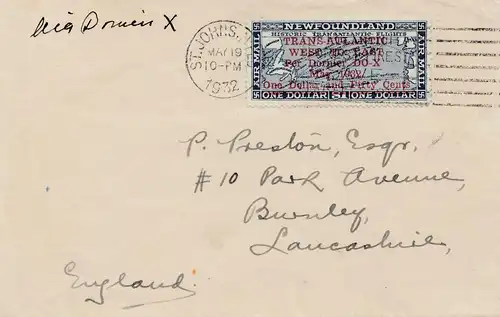 via Dornier X
ST. JOHN'S, N
MAY 19
10-PM
1932
NEWFOUNDLAND
HISTORIC TRANSATLANTIC FLIGHTS
AIR MAIL
AIR MAIL
TRANS-ATLANTIC
WEST TO EAST
Per Dornier DO-X
May, 1932.
One Dollar and Fifty Cents
ONE DOLLAR $1 ONE DOLLAR
P. Preston, Esqr.
#10 Park Avenue,
Burnley,
Lancashire,
England.